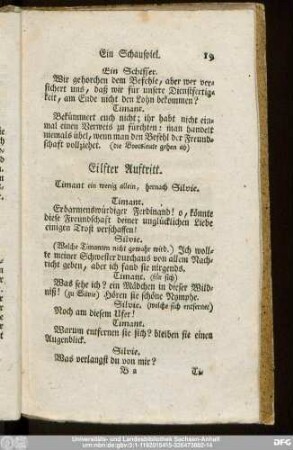 Ein Schauspiel. 19
Ein Schiffer.
Wir gehorchen dem Befehle, aber wer ver-
sichert uns, daß wir für unsere Dienstfertig-
keit, am Ende nicht den Lohn bekommen?
Timant.
Bekümmert euch nicht; ihr habt nicht ein-
mal einen Verweis zu fürchten: man handelt
niemals übel, wenn man den Befehl der Freund-
schaft vollziehet. (die Bootsleute gehen ab)
Eilfter Auftritt.
Timant ein wenig allein, hernach Silvie.
Timant.
Erbarmenswürdiger Ferdinand! o, könnte
diese Freundschaft deiner unglücklichen Liebe
einigen Trost verschaffen!
Silvie.
(Welche Timanten nicht gewahr wird.) Ich woll-
te meiner Schwester durchaus von allem Nach-
richt geben, aber ich fand sie nirgends.
Timant. (für sich)
Was sehe ich? ein Mädchen in dieser Wild-
niß! (zu Silvie) Hören sie schöne Nymphe.
Silvie. (welche sich entfernet)
Noch am diesem Ufer!
Timant.
Warum entfernen sie sich? bleiben sie einen
Augenblick.
Silvie.
Was verlangst du von mir?
B 2 Ti-
Universitäts- und Landesbibliothek Sachsen-Anhalt
DFG